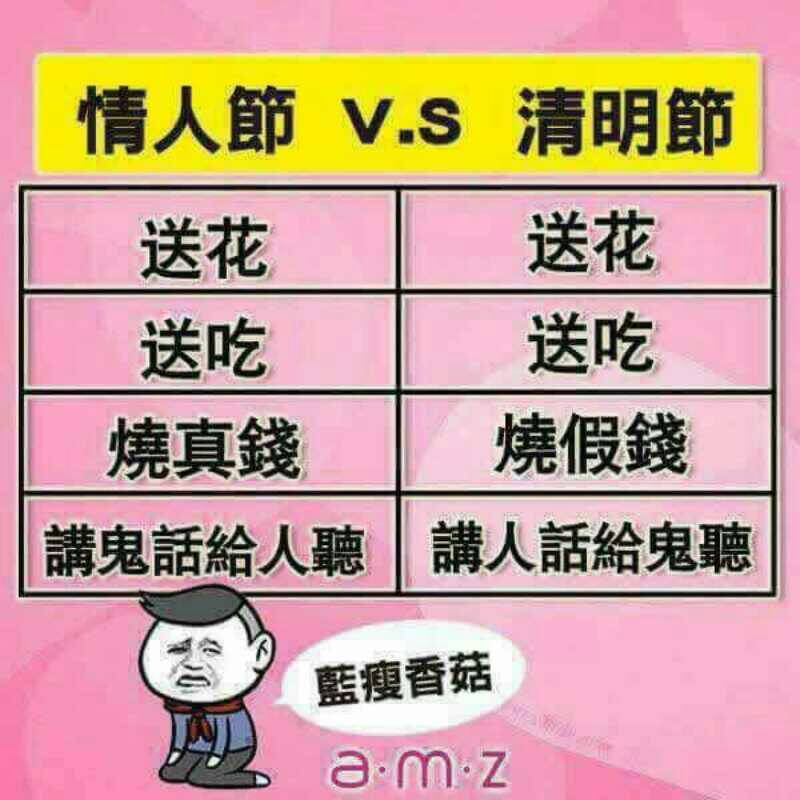 情人節 v.s 清明節
送花 送花
送吃 送吃
燒真錢 燒假錢
講鬼話給人聽 講人話給鬼聽
藍瘦香菇
a·m·z